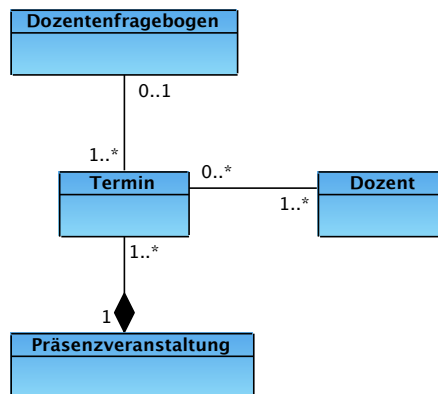 Dozentenfragebogen
0..1
1..*
Termin
0..*
Dozent
1..*
1..*
1
Präsenzveranstaltung